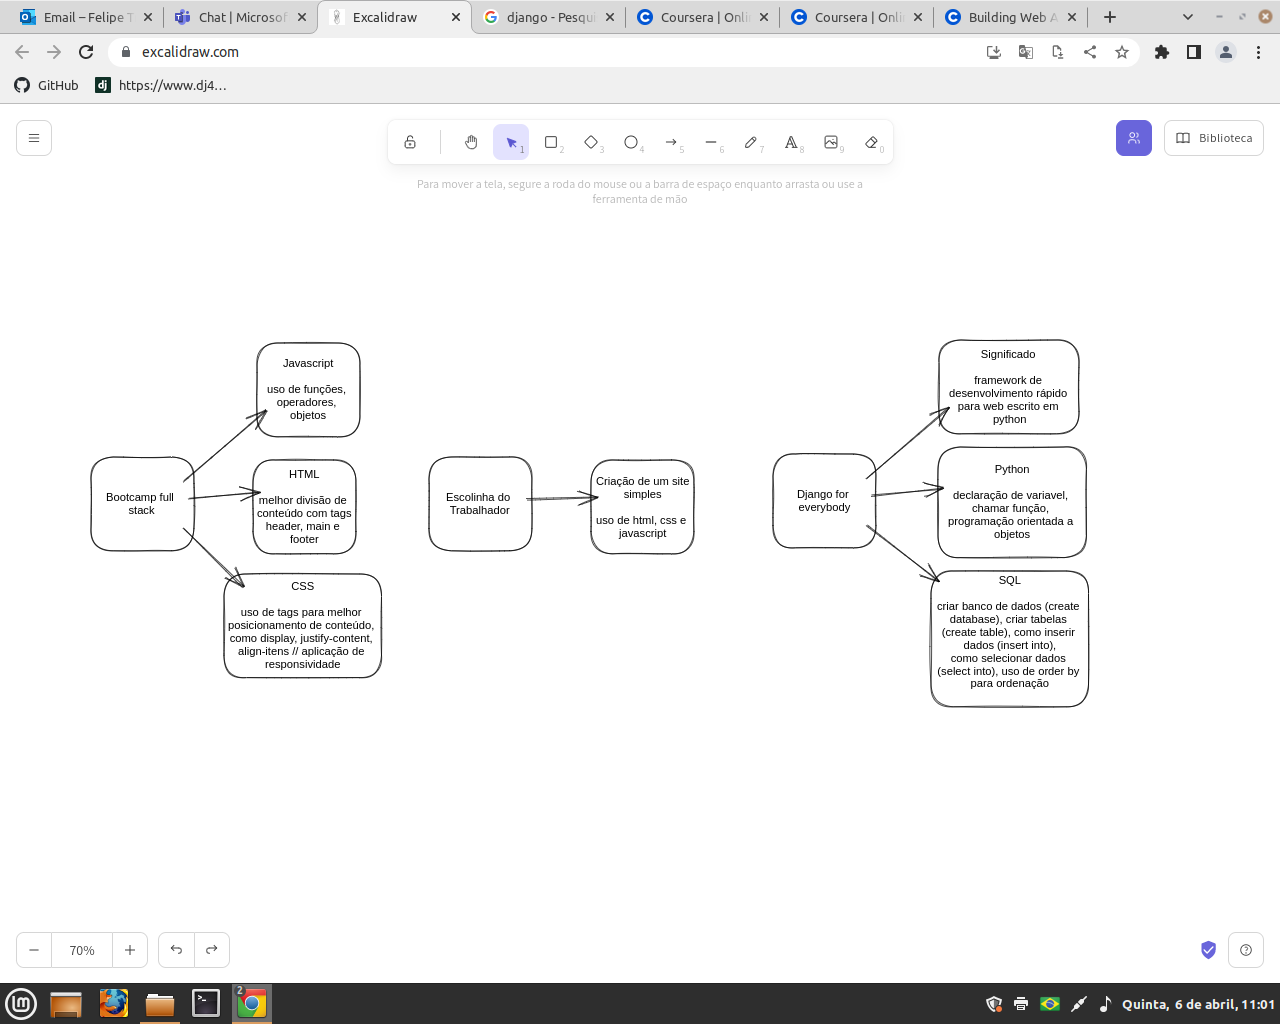 Email – Felipe T
Chat | Microsof
Excalidraw
django - Pesqui
Coursera | Onli
Coursera | Onli
Building Web A
excalidraw.com
GitHub
dj
https://www.dj4...
1
2
3
4
5
6
7
8
9
0
Biblioteca
Para mover a tela, segure a roda do mouse ou a barra de espaço enquanto arrasta ou use a
ferramenta de mão
Bootcamp full
stack
Javascript
uso de funções,
operadores,
objetos
HTML
melhor divisão de
conteúdo com tags
header, main e
footer
CSS
uso de tags para melhor
posicionamento de conteúdo,
como display, justify-content,
align-itens // aplicação de
responsividade
Escolinha do
Trabalhador
Criação de um site
simples
uso de html, css e
javascript
Django for
everybody
Significado
framework de
desenvolvimento rápido
para web escrito em
python
Python
declaração de variavel,
chamar função,
programação orientada a
objetos
SQL
criar banco de dados (create
database), criar tabelas
(create table), como inserir
dados (insert into),
como selecionar dados
(select into), uso de order by
para ordenação
70%
2
Quinta, 6 de abril, 11:01